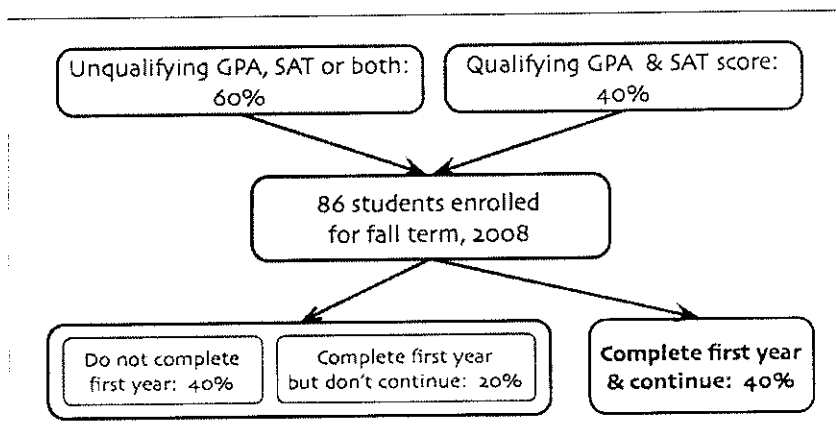 Unqualifying GPA, SAT or both:
60%
Qualifying GPA & SAT score:
40%
86 students enrolled
for fall term, 2008
Do not complete
first year: 40%
Complete first year
but don't continue: 20%
Complete first year
& continue: 40%